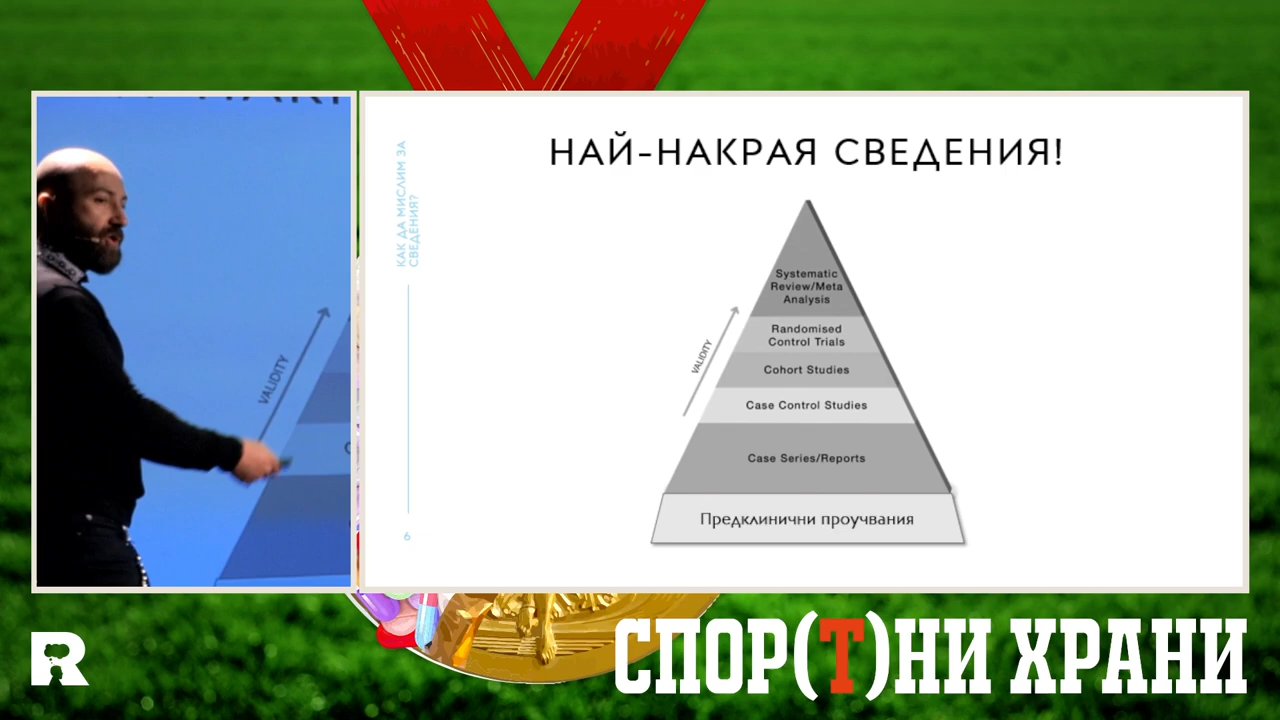 НАЙ-НАКРАЯ СВЕДЕНИЯ!
КАК ДА МИСЛИМ ЗА
СВЕДЕНИЯ?
6
Systematic
Review/Meta
Analysis
Randomised
Control Trials
Cohort Studies
Case Control Studies
Case Series/Reports
Предклинични проучвания
VALIDITY
VALIDITY
R
СПОР(Т)НИ ХРАНИ